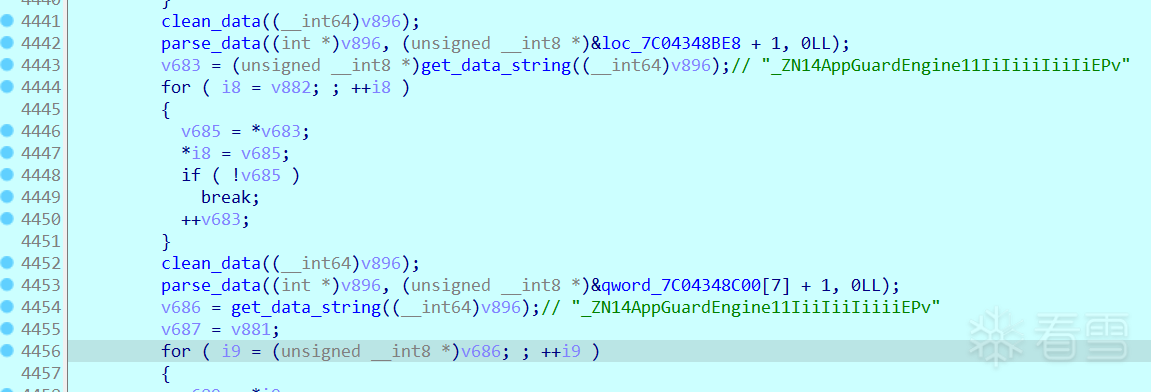 4440 }
4441 clean_data((__int64)v896);
4442 parse_data((int *)v896, (unsigned __int8 *)&loc_7C04348BE8 + 1, 0LL);
4443 v683 = (unsigned __int8 *)get_data_string((__int64)v896);// "_ZN14AppGuardEngine11IiIiiiIiiIiEPv"
4444 for ( i8 = v882; ; ++i8 )
4445 {
4446 v685 = *v683;
4447 *i8 = v685;
4448 if ( !v685 )
4449 break;
4450 ++v683;
4451 }
4452 clean_data((__int64)v896);
4453 parse_data((int *)v896, (unsigned __int8 *)&qword_7C04348C00[7] + 1, 0LL);
4454 v686 = get_data_string((__int64)v896);// "_ZN14AppGuardEngine11IiiIiiIiiiiEPv"
4455 v687 = v881;
4456 for ( i9 = (unsigned __int8 *)v686; ; ++i9 )
4457 {
看雪